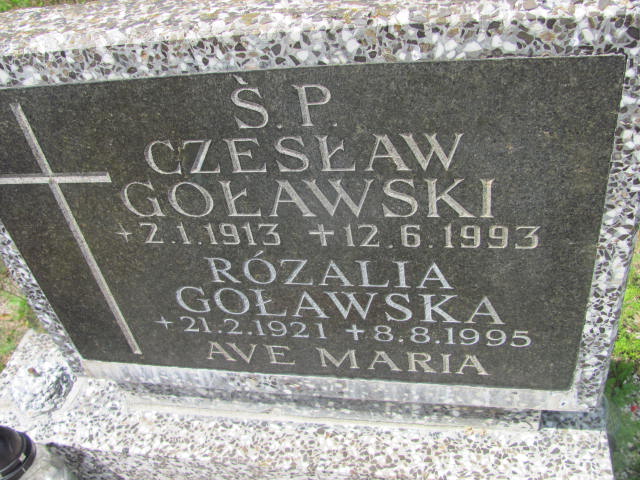 Ś.P.
CZESŁAW
GOŁAWSKI
+2.1.1913 +12.6.1993
RÓZALIA
GOŁAWSKA
+21.2.1921 +8.8.1995
AVE MARIA